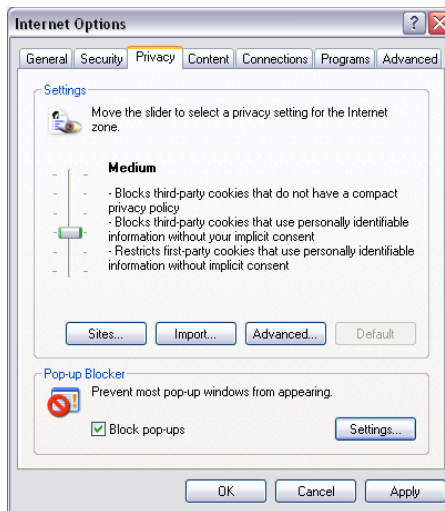 Internet Options
General Security Privacy Content Connections Programs Advanced
Settings
Move the slider to select a privacy setting for the Internet
zone.
Medium
- Blocks third-party cookies that do not have a compact
privacy policy
- Blocks third-party cookies that use personally identifiable
information without your implicit consent
- Restricts first-party cookies that use personally identifiable
information without implicit consent
Sites... Import... Advanced... Default
Pop-up Blocker
Prevent most pop-up windows from appearing.
Block pop-ups Settings...
OK Cancel Apply